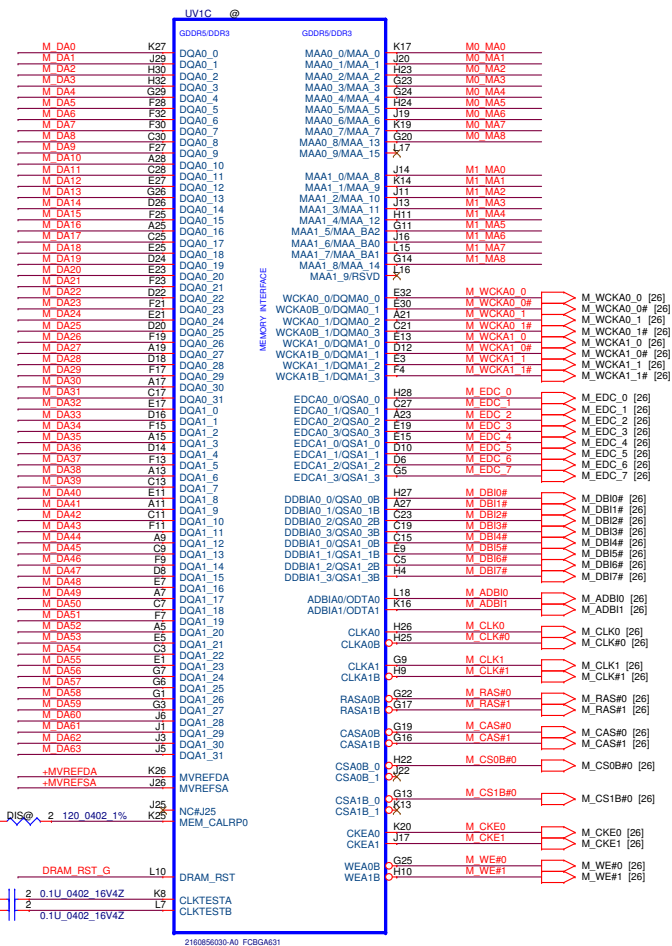 UV1C @
GDDR5/DDR3 GDDR5/DDR3
MEMORY INTERFACE
M_DA0 K27 DQA0_0
M_DA1 J29 DQA0_1
M_DA2 H30 DQA0_2
M_DA3 H32 DQA0_3
M_DA4 G29 DQA0_4
M_DA5 F28 DQA0_5
M_DA6 F32 DQA0_6
M_DA7 F30 DQA0_7
M_DA8 C30 DQA0_8
M_DA9 F27 DQA0_9
M_DA10 A28 DQA0_10
M_DA11 C28 DQA0_11
M_DA12 E27 DQA0_12
M_DA13 G26 DQA0_13
M_DA14 D26 DQA0_14
M_DA15 F25 DQA0_15
M_DA16 A25 DQA0_16
M_DA17 C25 DQA0_17
M_DA18 E25 DQA0_18
M_DA19 D24 DQA0_19
M_DA20 E23 DQA0_20
M_DA21 F23 DQA0_21
M_DA22 D22 DQA0_22
M_DA23 F21 DQA0_23
M_DA24 E21 DQA0_24
M_DA25 D20 DQA0_25
M_DA26 F19 DQA0_26
M_DA27 A19 DQA0_27
M_DA28 D18 DQA0_28
M_DA29 F17 DQA0_29
M_DA30 A17 DQA0_30
M_DA31 C17 DQA0_31
M_DA32 E17 DQA1_0
M_DA33 D16 DQA1_1
M_DA34 F15 DQA1_2
M_DA35 A15 DQA1_3
M_DA36 D14 DQA1_4
M_DA37 F13 DQA1_5
M_DA38 A13 DQA1_6
M_DA39 C13 DQA1_7
M_DA40 E11 DQA1_8
M_DA41 A11 DQA1_9
M_DA42 C11 DQA1_10
M_DA43 F11 DQA1_11
M_DA44 A9 DQA1_12
M_DA45 C9 DQA1_13
M_DA46 F9 DQA1_14
M_DA47 D8 DQA1_15
M_DA48 E7 DQA1_16
M_DA49 A7 DQA1_17
M_DA50 C7 DQA1_18
M_DA51 F7 DQA1_19
M_DA52 A5 DQA1_20
M_DA53 E5 DQA1_21
M_DA54 C3 DQA1_22
M_DA55 E1 DQA1_23
M_DA56 G7 DQA1_24
M_DA57 G6 DQA1_25
M_DA58 G1 DQA1_26
M_DA59 G3 DQA1_27
M_DA60 J6 DQA1_28
M_DA61 J1 DQA1_29
M_DA62 J3 DQA1_30
M_DA63 J5 DQA1_31
+MVREFDA K26 MVREFDA
+MVREFSA J26 MVREFSA
J25 NC#J25
DIS@ 2 120_0402_1% K25 MEM_CALRP0
DRAM_RST_G L10 DRAM_RST
2 0.1U_0402_16V4Z K8 CLKTESTA
2 0.1U_0402_16V4Z L7 CLKTESTB
MAA0_0/MAA_0 K17 M0_MA0
MAA0_1/MAA_1 J20 M0_MA1
MAA0_2/MAA_2 H23 M0_MA2
MAA0_3/MAA_3 G23 M0_MA3
MAA0_4/MAA_4 G24 M0_MA4
MAA0_5/MAA_5 H24 M0_MA5
MAA0_6/MAA_6 J19 M0_MA6
MAA0_7/MAA_7 K19 M0_MA7
MAA0_8/MAA_13 G20 M0_MA8
MAA0_9/MAA_15 L17
MAA1_0/MAA_8 J14 M1_MA0
MAA1_1/MAA_9 K14 M1_MA1
MAA1_2/MAA_10 J11 M1_MA2
MAA1_3/MAA_11 J13 M1_MA3
MAA1_4/MAA_12 H11 M1_MA4
MAA1_5/MAA_BA2 G11 M1_MA5
MAA1_6/MAA_BA0 J16 M1_MA6
MAA1_7/MAA_BA1 L15 M1_MA7
MAA1_8/MAA_14 G14 M1_MA8
MAA1_9/RSVD L16
WCKA0_0/DQMA0_0 E32 M_WCKA0_0 M_WCKA0_0 [26]
WCKA0B_0/DQMA0_1 E30 M_WCKA0_0# M_WCKA0_0# [26]
WCKA0_1/DQMA0_2 A21 M_WCKA0_1 M_WCKA0_1 [26]
WCKA0B_1/DQMA0_3 C21 M_WCKA0_1# M_WCKA0_1# [26]
WCKA1_0/DQMA1_0 E13 M_WCKA1_0 M_WCKA1_0 [26]
WCKA1B_0/DQMA1_1 D12 M_WCKA1_0# M_WCKA1_0# [26]
WCKA1_1/DQMA1_2 E3 M_WCKA1_1 M_WCKA1_1 [26]
WCKA1B_1/DQMA1_3 F4 M_WCKA1_1# M_WCKA1_1# [26]
EDCA0_0/QSA0_0 H28 M_EDC_0 M_EDC_0 [26]
EDCA0_1/QSA0_1 C27 M_EDC_1 M_EDC_1 [26]
EDCA0_2/QSA0_2 A23 M_EDC_2 M_EDC_2 [26]
EDCA0_3/QSA0_3 E19 M_EDC_3 M_EDC_3 [26]
EDCA1_0/QSA1_0 E15 M_EDC_4 M_EDC_4 [26]
EDCA1_1/QSA1_1 D10 M_EDC_5 M_EDC_5 [26]
EDCA1_2/QSA1_2 D6 M_EDC_6 M_EDC_6 [26]
EDCA1_3/QSA1_3 G5 M_EDC_7 M_EDC_7 [26]
DDBIA0_0/QSA0_0B H27 M_DBI0# M_DBI0# [26]
DDBIA0_1/QSA0_1B A27 M_DBI1# M_DBI1# [26]
DDBIA0_2/QSA0_2B C23 M_DBI2# M_DBI2# [26]
DDBIA0_3/QSA0_3B C19 M_DBI3# M_DBI3# [26]
DDBIA1_0/QSA1_0B C15 M_DBI4# M_DBI4# [26]
DDBIA1_1/QSA1_1B E9 M_DBI5# M_DBI5# [26]
DDBIA1_2/QSA1_2B C5 M_DBI6# M_DBI6# [26]
DDBIA1_3/QSA1_3B H4 M_DBI7# M_DBI7# [26]
ADBIA0/ODTA0 L18 M_ADBI0 M_ADBI0 [26]
ADBIA1/ODTA1 K16 M_ADBI1 M_ADBI1 [26]
CLKA0 H26 M_CLK0 M_CLK0 [26]
CLKA0B H25 M_CLK#0 M_CLK#0 [26]
CLKA1 G9 M_CLK1 M_CLK1 [26]
CLKA1B H9 M_CLK#1 M_CLK#1 [26]
RASA0B G22 M_RAS#0 M_RAS#0 [26]
RASA1B G17 M_RAS#1 M_RAS#1 [26]
CASA0B G19 M_CAS#0 M_CAS#0 [26]
CASA1B G16 M_CAS#1 M_CAS#1 [26]
CSA0B_0 H22 M_CS0B#0 M_CS0B#0 [26]
CSA0B_1 J22
CSA1B_0 G13 M_CS1B#0 M_CS1B#0 [26]
CSA1B_1 K13
CKEA0 K20 M_CKE0 M_CKE0 [26]
CKEA1 J17 M_CKE1 M_CKE1 [26]
WEA0B G25 M_WE#0 M_WE#0 [26]
WEA1B H10 M_WE#1 M_WE#1 [26]
2160856030-A0 FCBGA631